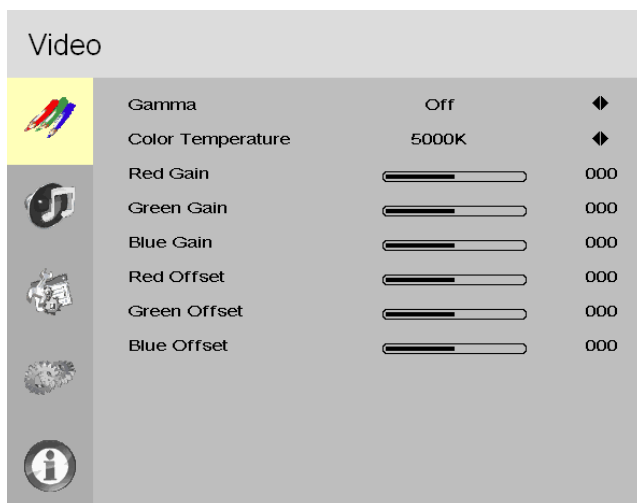 Video
Gamma Off
Color Temperature 5000K
Red Gain 000
Green Gain 000
Blue Gain 000
Red Offset 000
Green Offset 000
Blue Offset 000